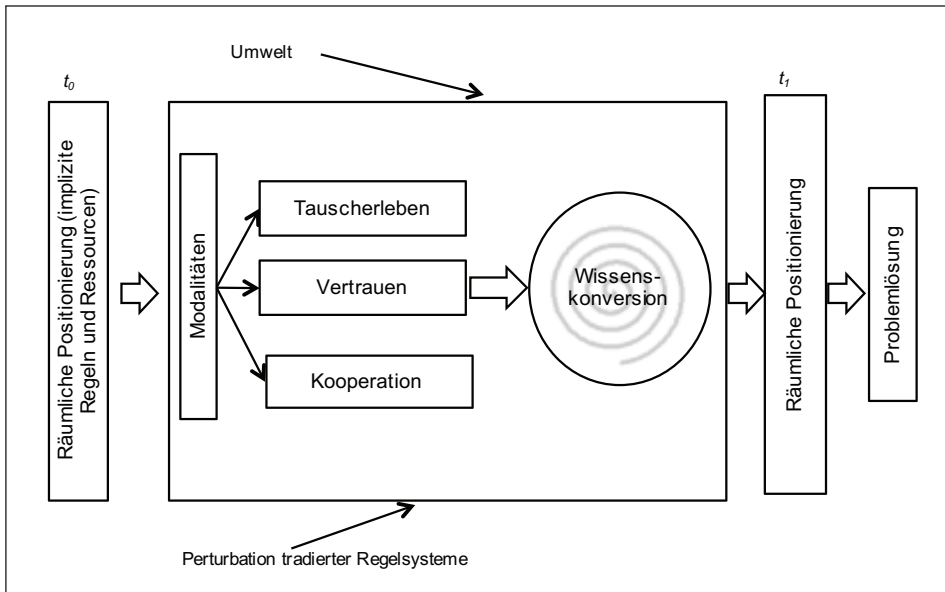 Umwelt
t0
Räumliche Positionierung (implizite
Regeln und Ressourcen)
Modalitäten
Tauscherleben
Vertrauen
Kooperation
Wissens-
konversion
t1
Räumliche Positionierung
Problemlösung
Perturbation tradierter Regelsysteme